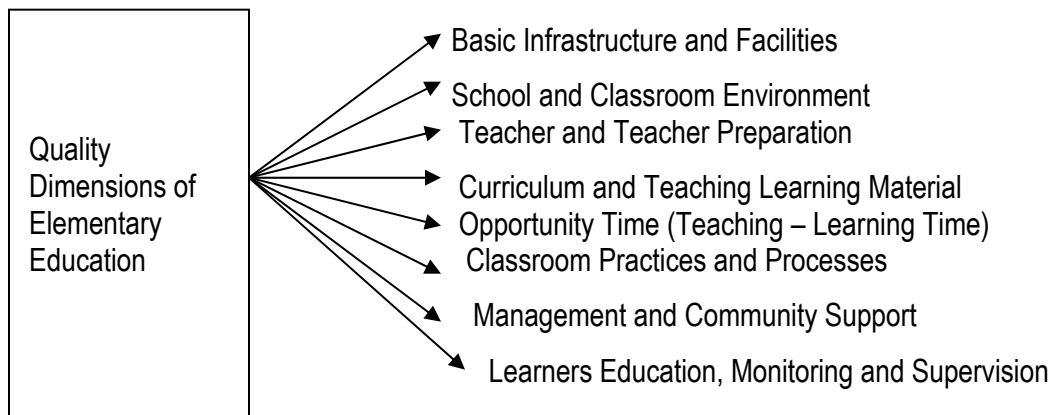 Quality
Dimensions of
Elementary
Education
Basic Infrastructure and Facilities
School and Classroom Environment
Teacher and Teacher Preparation
Curriculum and Teaching Learning Material
Opportunity Time (Teaching – Learning Time)
Classroom Practices and Processes
Management and Community Support
Learners Education, Monitoring and Supervision